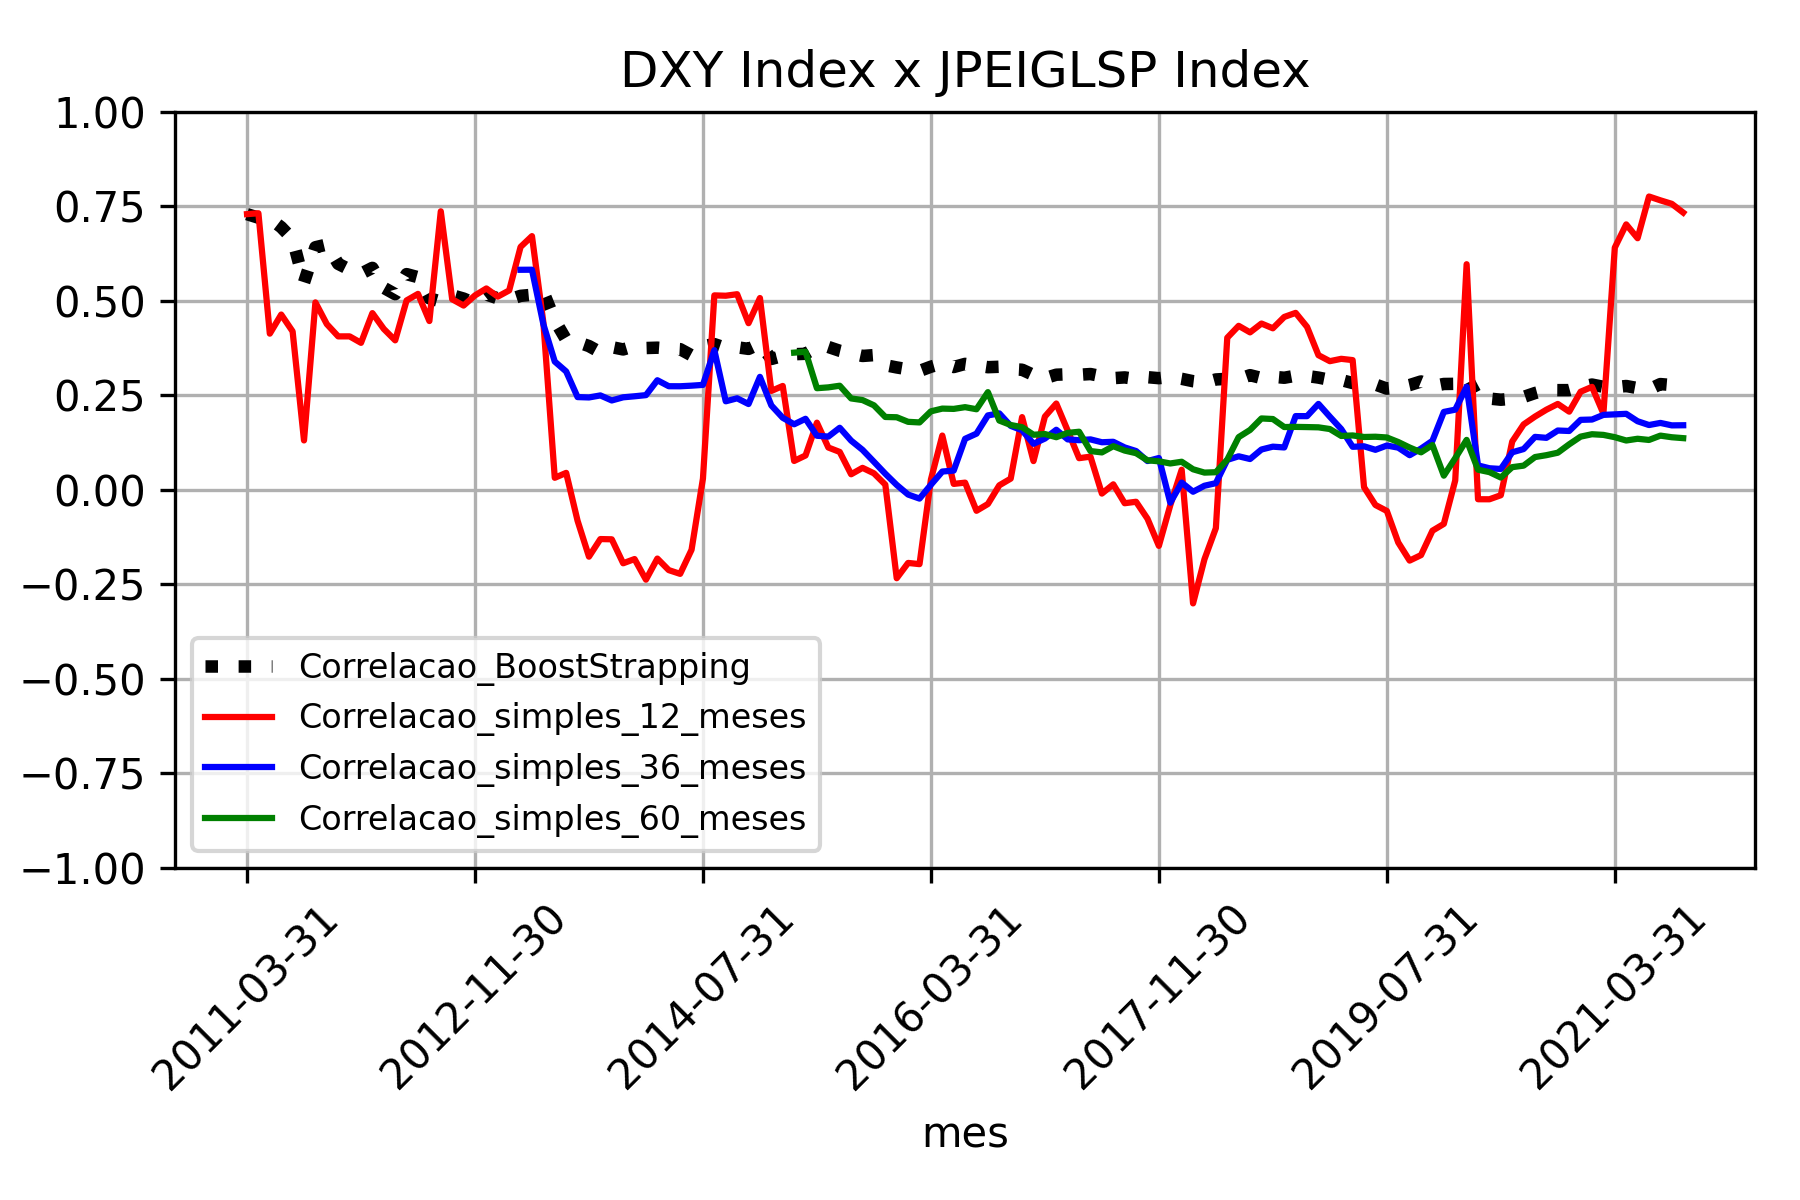 DXY Index x JPEIGLSP Index
1.00
0.75
0.50
0.25
0.00
−0.25
−0.50
−0.75
−1.00
Correlacao_BoostStrapping
Correlacao_simples_12_meses
Correlacao_simples_36_meses
Correlacao_simples_60_meses
2011-03-31
2012-11-30
2014-07-31
2016-03-31
2017-11-30
2019-07-31
2021-03-31
mes